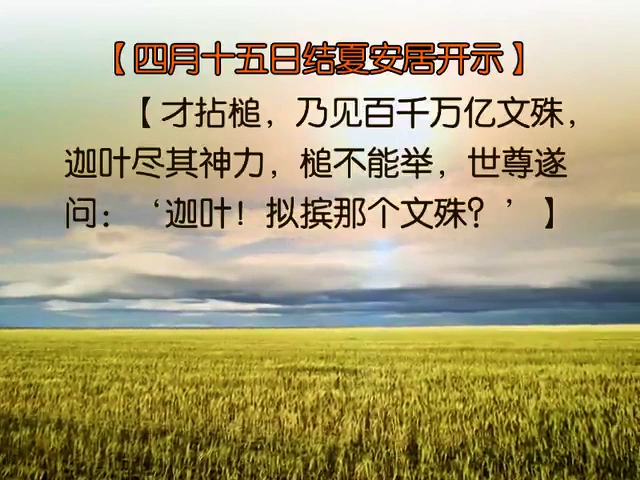 【四月十五日结夏安居开示】
【才拈槌，乃见百千万亿文殊，
迦叶尽其神力，槌不能举，世尊遂
问：‘迦叶！拟摈那个文殊？’】